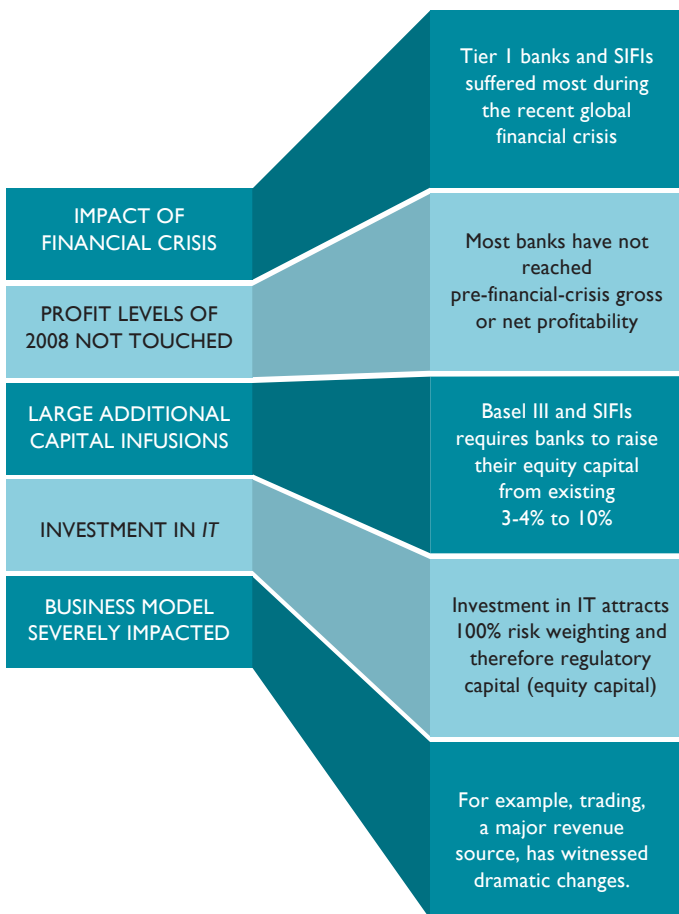 IMPACT OF
FINANCIAL CRISIS
Tier 1 banks and SIFIs
suffered most during
the recent global
financial crisis
PROFIT LEVELS OF
2008 NOT TOUCHED
Most banks have not
reached
pre-financial-crisis gross
or net profitability
LARGE ADDITIONAL
CAPITAL INFUSIONS
Basel III and SIFIs
requires banks to raise
their equity capital
from existing
3-4% to 10%
INVESTMENT IN IT
Investment in IT attracts
100% risk weighting and
therefore regulatory
capital (equity capital)
BUSINESS MODEL
SEVERELY IMPACTED
For example, trading,
a major revenue
source, has witnessed
dramatic changes.